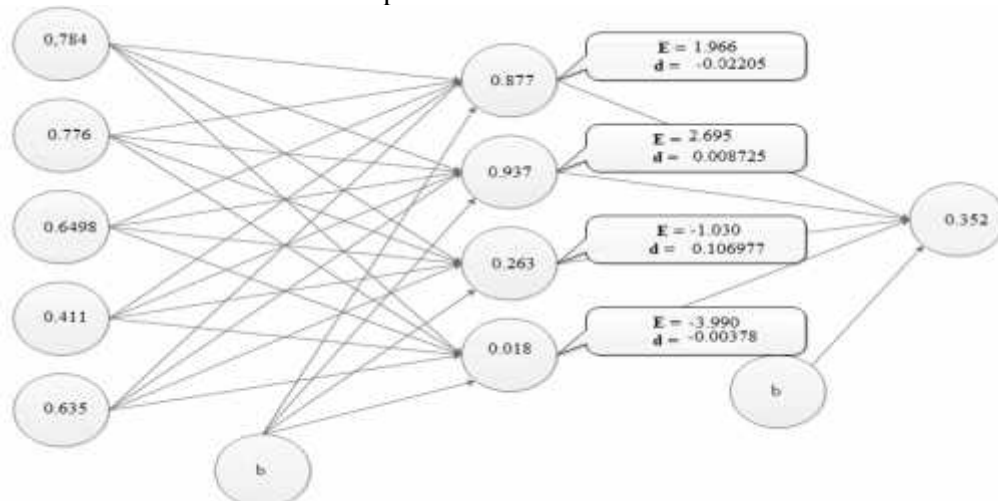 0,784
0.776
0.6498
0.411
0.635
b
0.877
0.937
0.263
0.018
E = 1.966
d = -0.02205
E = 2.695
d = 0.008725
E = -1.030
d = 0.106977
E = -3.990
d = -0.00378
b
0.352